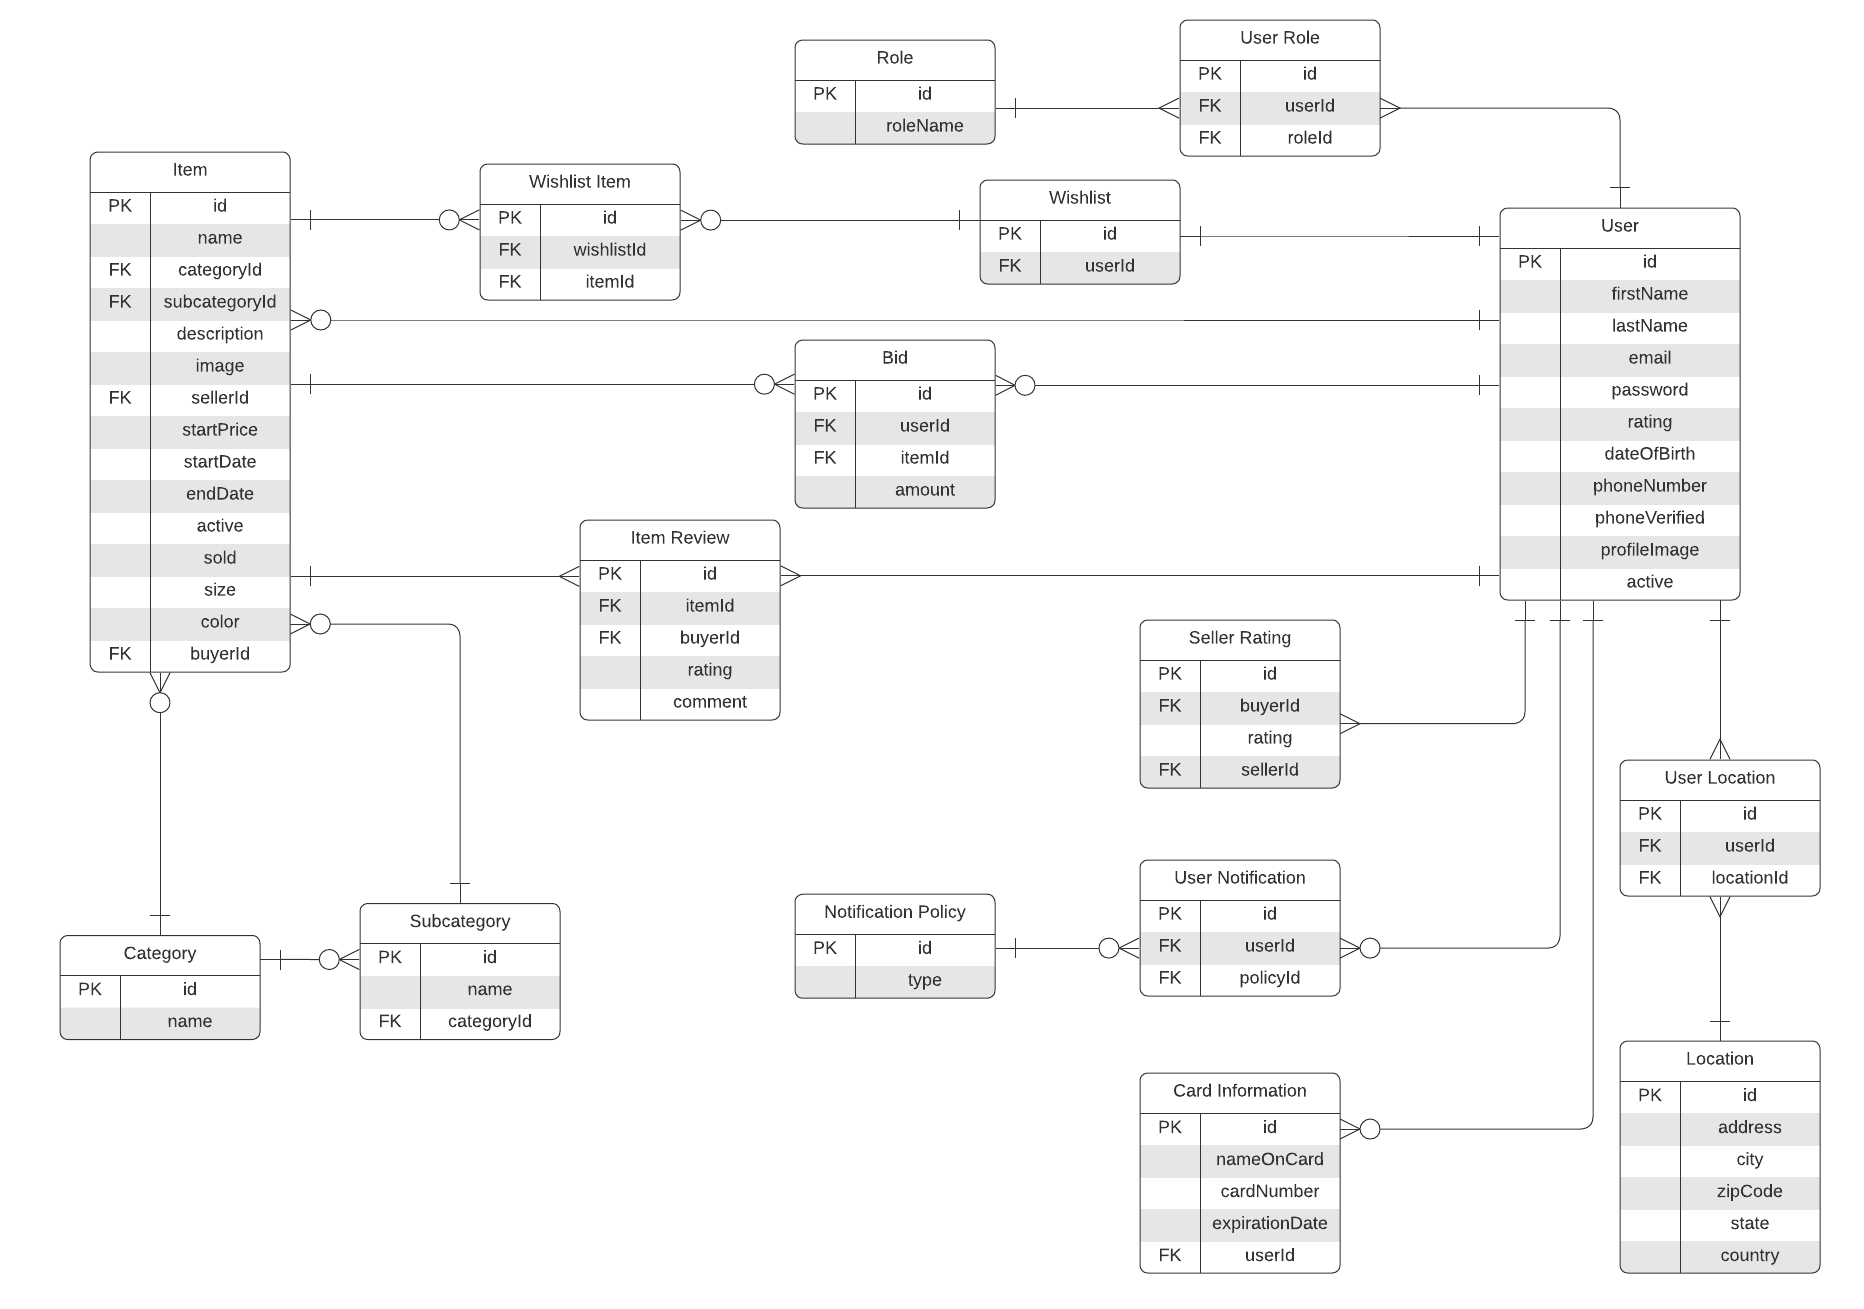 Role
PK id
roleName
User Role
PK id
FK userId
FK roleId
Item
PK id
name
FK categoryId
FK subcategoryId
description
image
FK sellerId
startPrice
startDate
endDate
active
sold
size
color
FK buyerId
Wishlist Item
PK id
FK wishlistId
FK itemId
Wishlist
PK id
FK userId
User
PK id
firstName
lastName
email
password
rating
dateOfBirth
phoneNumber
phoneVerified
profileImage
active
Bid
PK id
FK userId
FK itemId
amount
Item Review
PK id
FK itemId
FK buyerId
rating
comment
Seller Rating
PK id
FK buyerId
rating
FK sellerId
User Location
PK id
FK userId
FK locationId
Category
PK id
name
Subcategory
PK id
name
FK categoryId
Notification Policy
PK id
type
User Notification
PK id
FK userId
FK policyId
Card Information
PK id
nameOnCard
cardNumber
expirationDate
FK userId
Location
PK id
address
city
zipCode
state
country